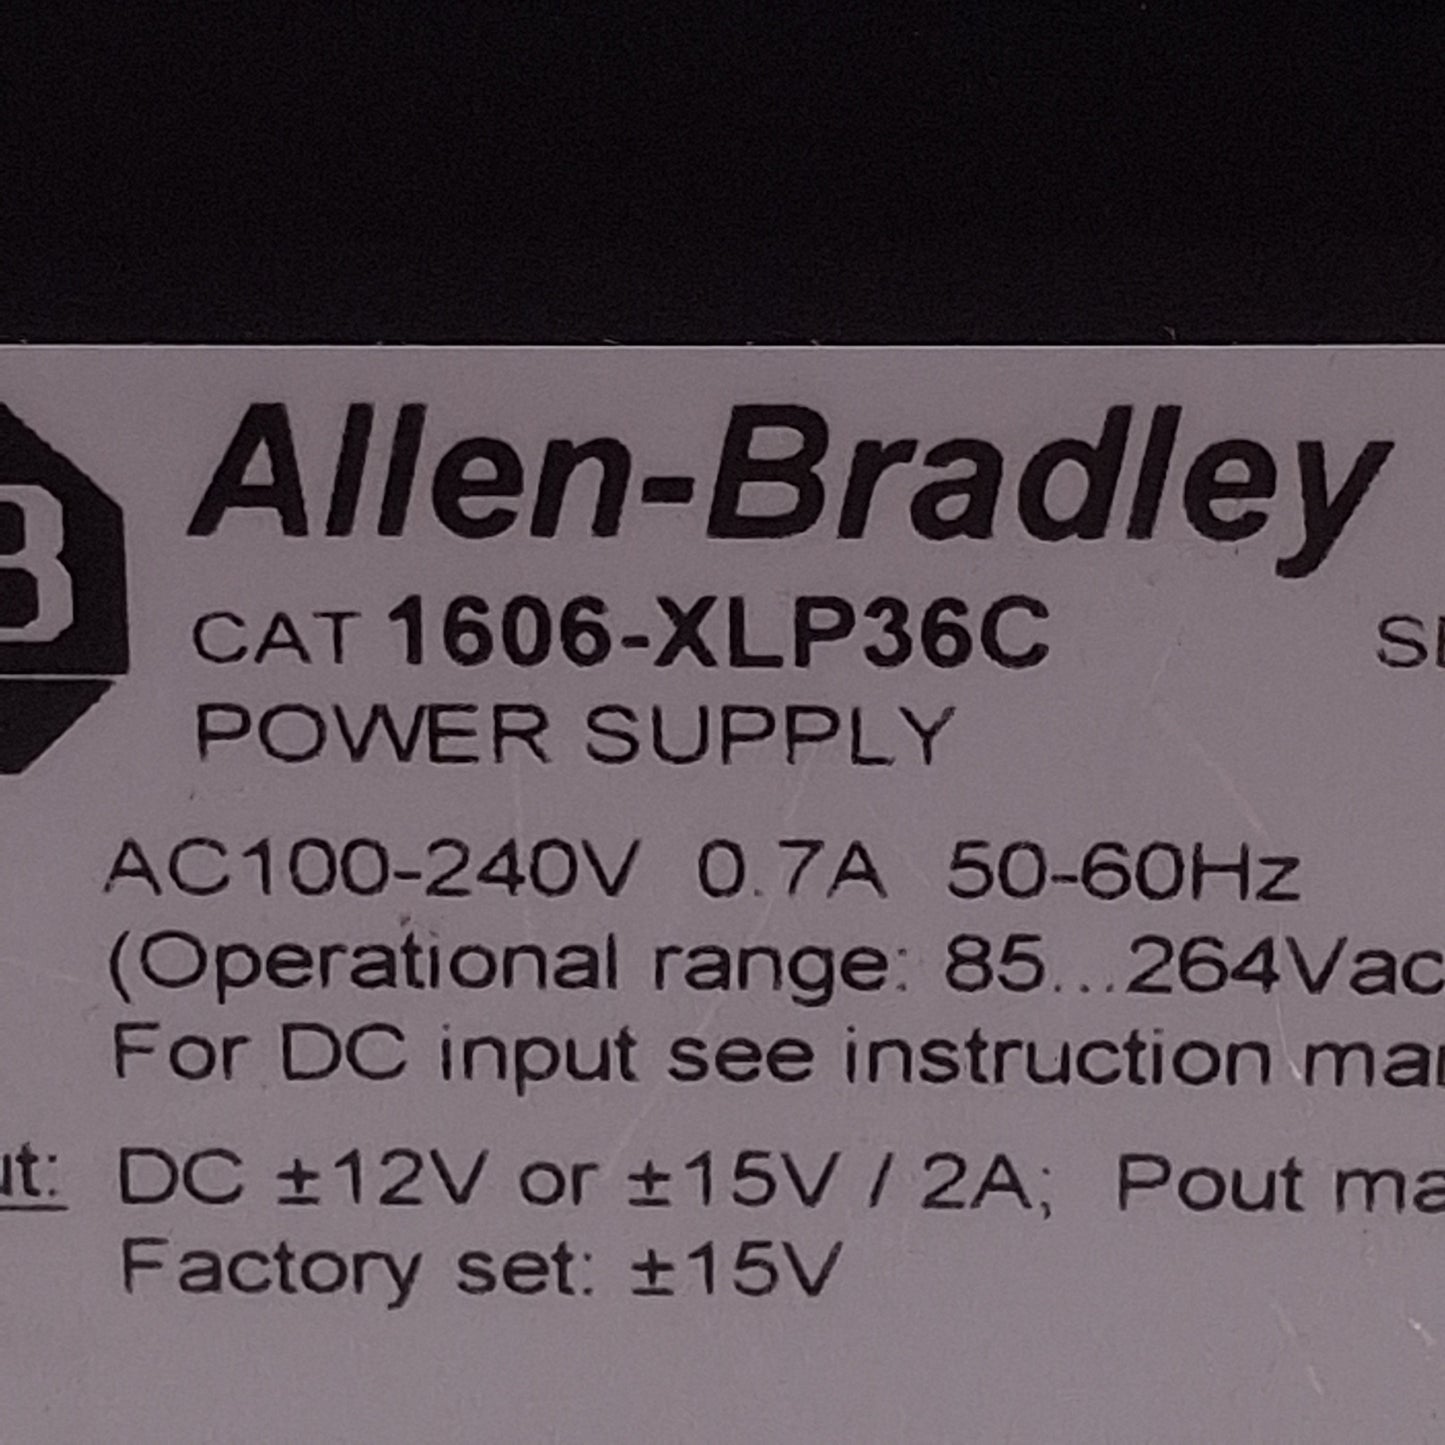 B Allen-Bradley
CAT 1606-XLP36C
POWER SUPPLY
AC100-240V 0.7A 50-60Hz
(Operational range: 85...264Vac
For DC input see instruction
DC ±12V or ±15V / 2A; Pout
Factory set: ±15V